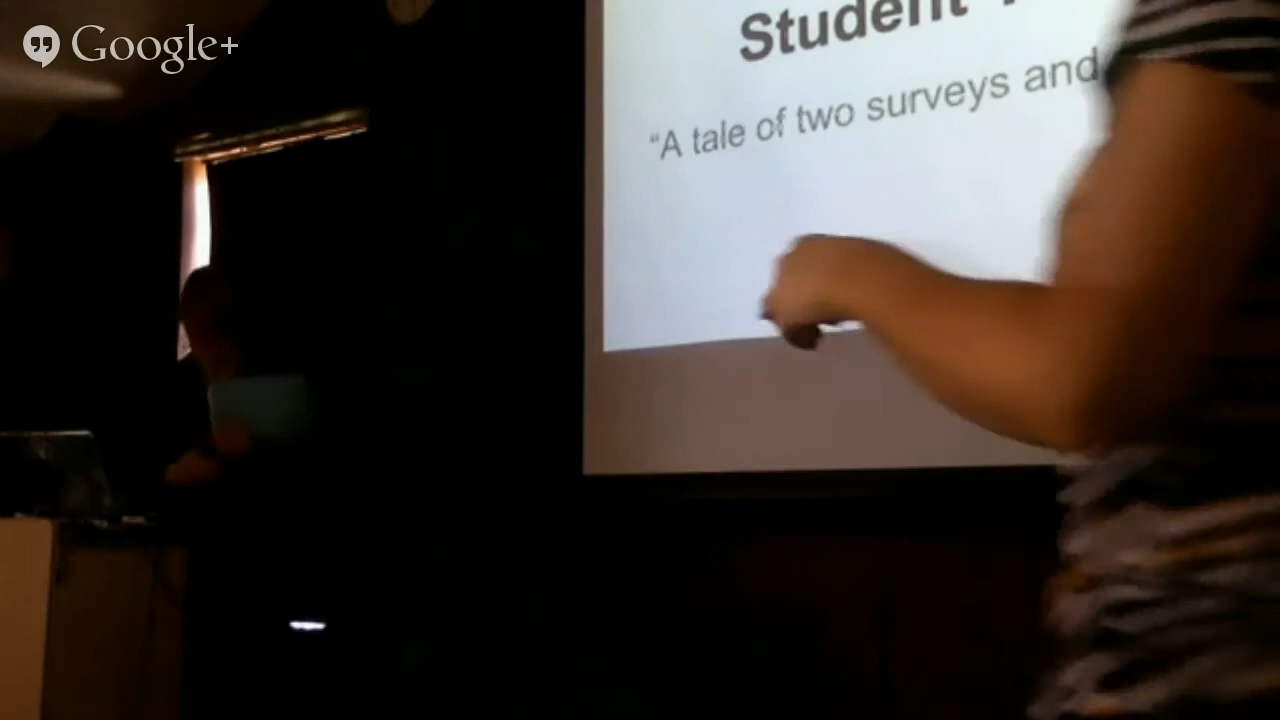 Google+
Student
“A tale of two surveys and